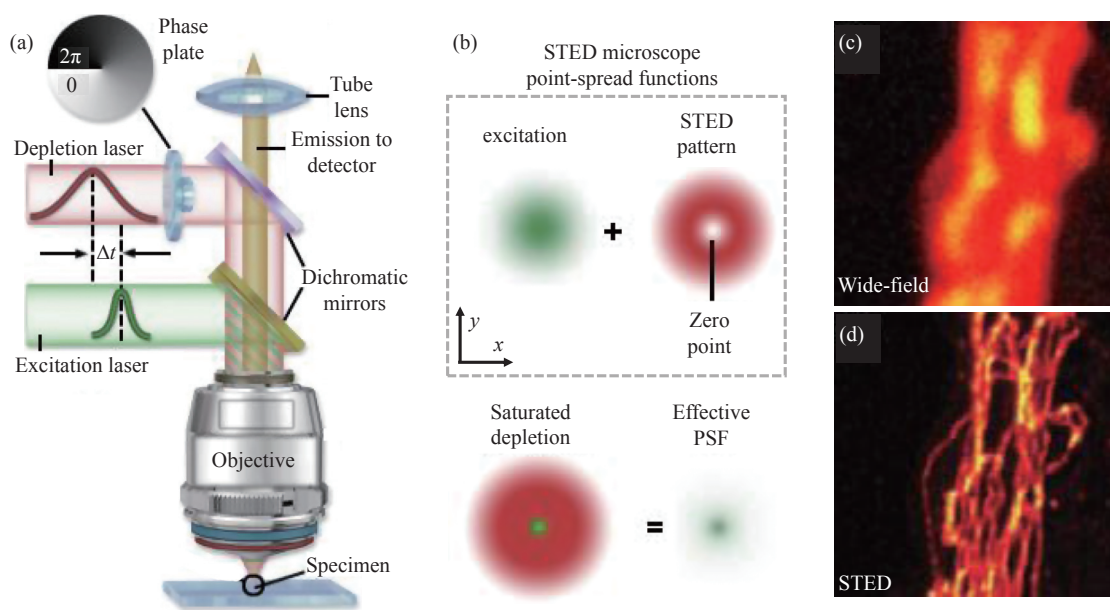 (a)
Phase
plate
2π
0
Tube
lens
Emission to
detector
Depletion laser
Δt
Dichromatic
mirrors
Excitation laser
Objective
Specimen
(b)
STED microscope
point-spread functions
excitation
STED
pattern
+
Zero
point
y
x
Saturated
depletion
Effective
PSF
=
(c)
Wide-field
(d)
STED